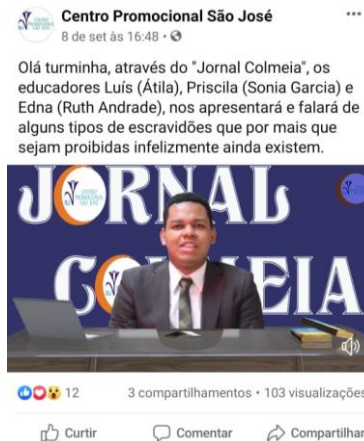 Centro Promocional São José
8 de set às 16:48 •
Olá turminha, através do "Jornal Colmeia", os
educadores Luís (Átila), Priscila (Sonia Garcia) e
Edna (Ruth Andrade), nos apresentará e falará de
alguns tipos de escravidões que por mais que
sejam proibidas infelizmente ainda existem.
JORNAL
COLMEIA
12
3 compartilhamentos • 103 visualizações
Curtir
Comentar
Compartilhar